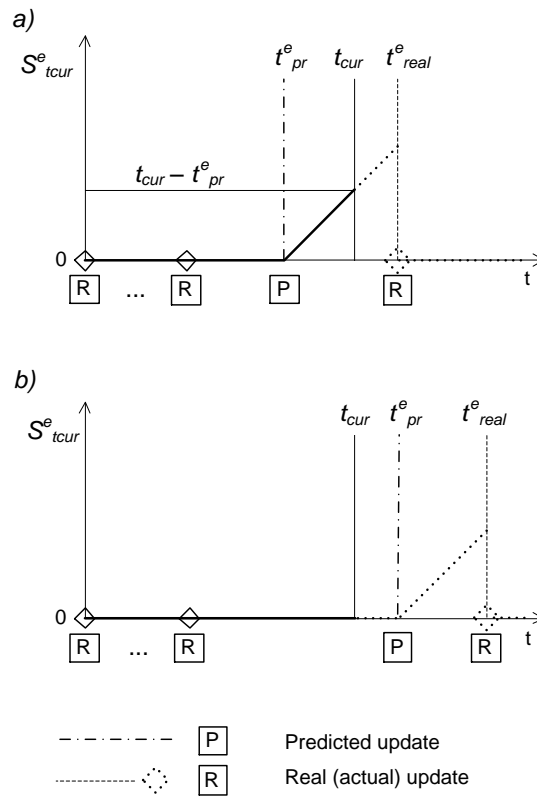 a)
S^e_tcur
t^e_pr t_cur t^e_real
t_cur – t^e_pr
0
R ... R P R t
b)
S^e_tcur
t_cur t^e_pr t^e_real
0
R ... R P R t
P Predicted update
R Real (actual) update